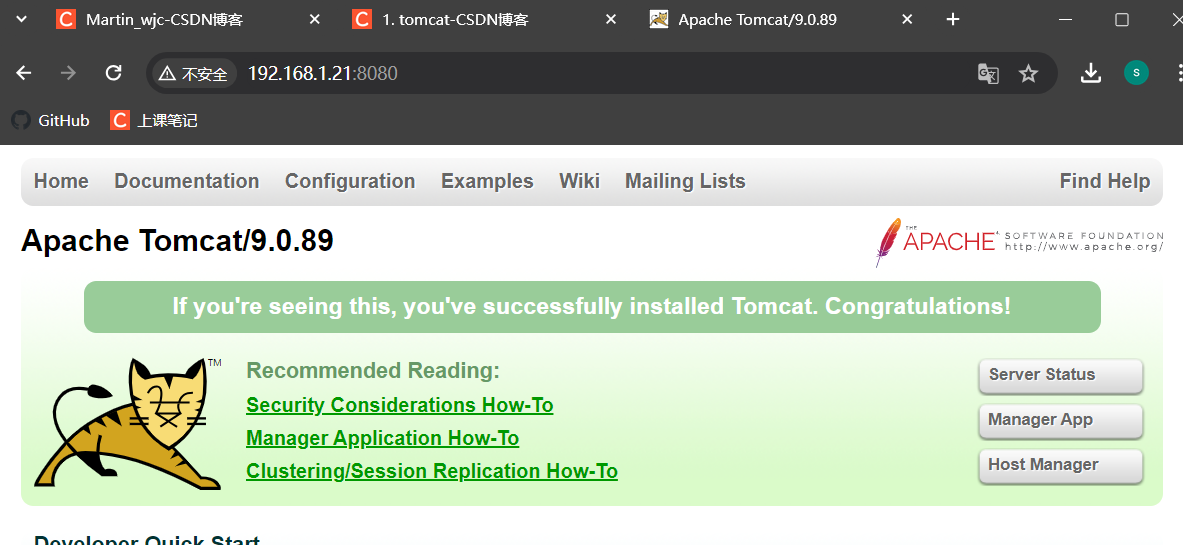 Martin_wjc-CSDN博客
1. tomcat-CSDN博客
Apache Tomcat/9.0.89
不安全
192.168.1.21:8080
S
GitHub
上课笔记
Home Documentation Configuration Examples Wiki Mailing Lists Find Help
Apache Tomcat/9.0.89
THE APACHE SOFTWARE FOUNDATION
http://www.apache.org/
If you're seeing this, you've successfully installed Tomcat. Congratulations!
TM
Recommended Reading:
Security Considerations How-To
Manager Application How-To
Clustering/Session Replication How-To
Server Status
Manager App
Host Manager
Developer Quick Start